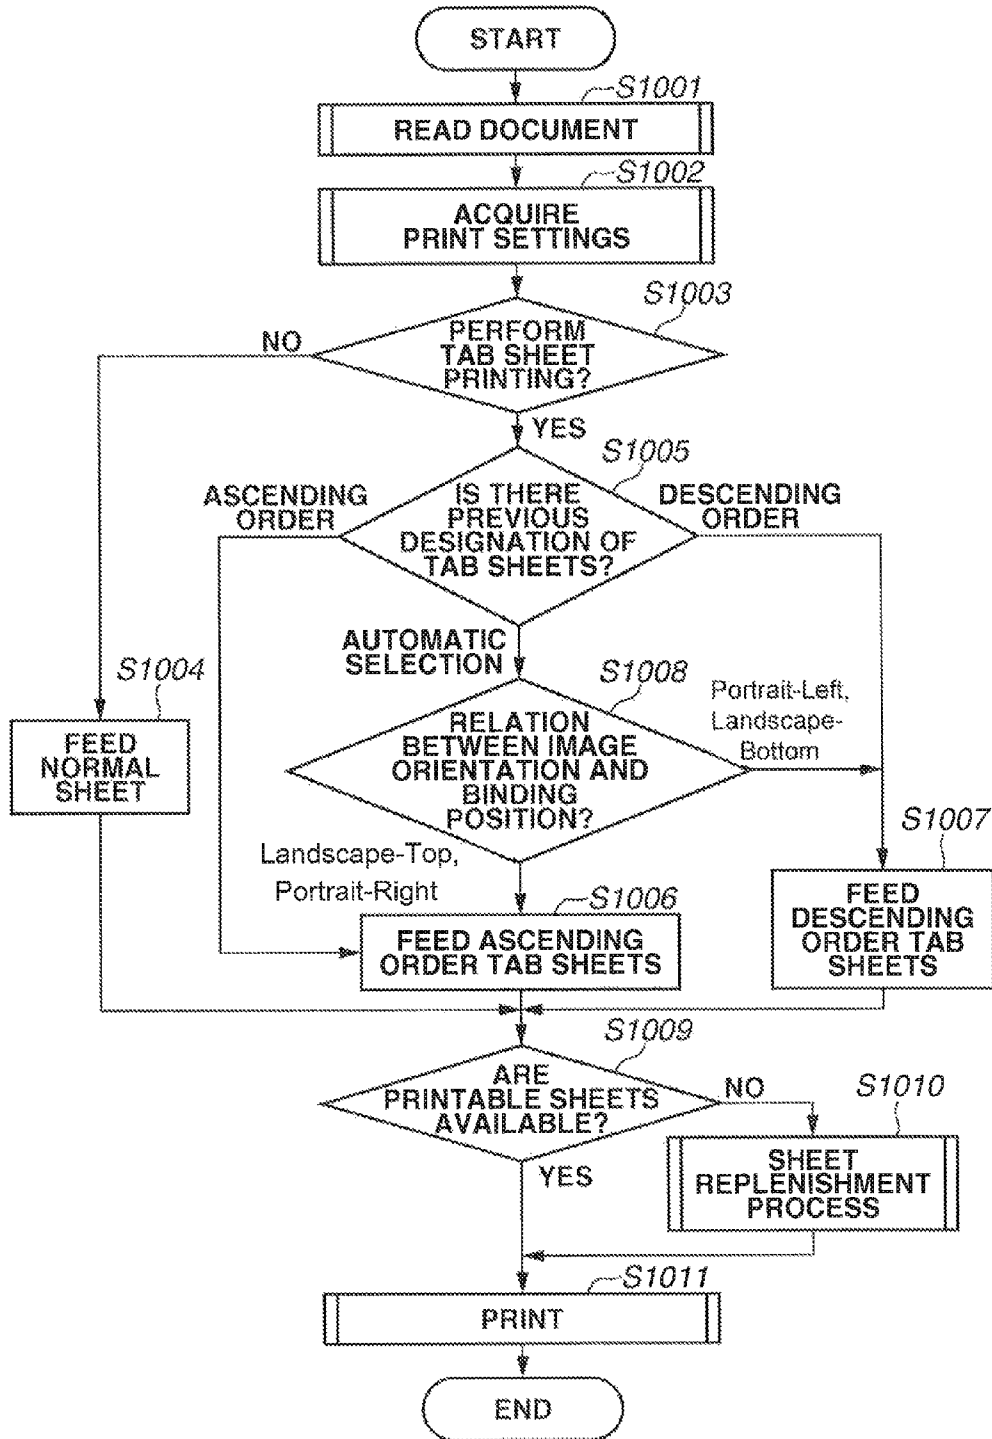 START
S1001
READ DOCUMENT
S1002
ACQUIRE
PRINT SETTINGS
S1003
PERFORM
TAB SHEET
PRINTING?
NO
YES
S1005
ASCENDING
ORDER
IS THERE
PREVIOUS
DESIGNATION OF
TAB SHEETS?
DESCENDING
ORDER
AUTOMATIC
SELECTION
S1004
FEED
NORMAL
SHEET
S1008
RELATION
BETWEEN IMAGE
ORIENTATION AND
BINDING
POSITION?
Portrait-Left,
Landscape-
Bottom
S1007
FEED
DESCENDING
ORDER TAB
SHEETS
Landscape-Top,
Portrait-Right
S1006
FEED ASCENDING
ORDER TAB SHEETS
S1009
ARE
PRINTABLE SHEETS
AVAILABLE?
NO
YES
S1010
SHEET
REPLENISHMENT
PROCESS
S1011
PRINT
END